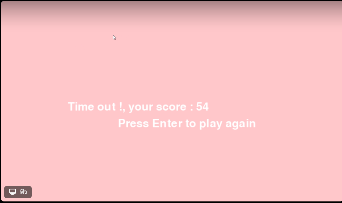 Time out !, your score : 54
Press Enter to play again